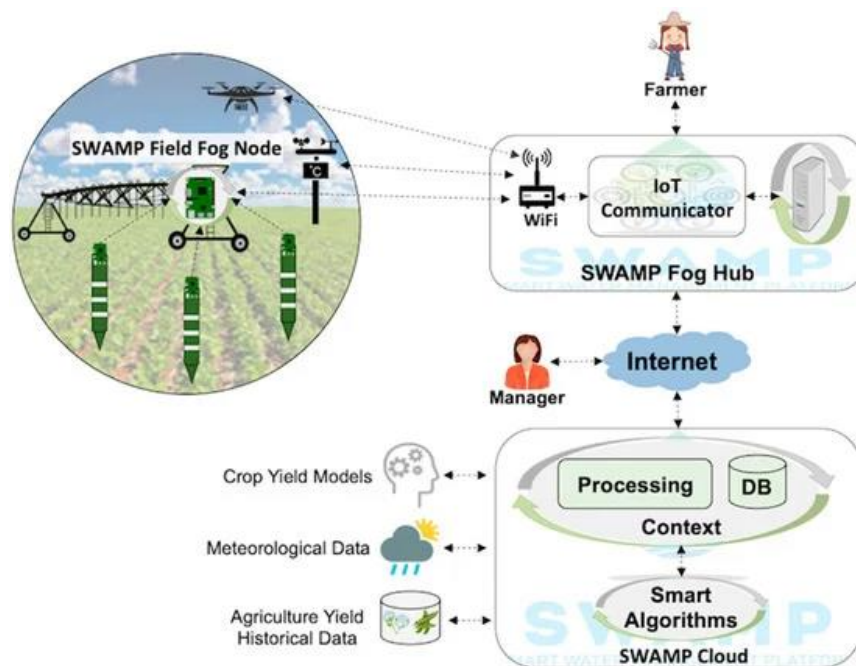 Farmer
SWAMP Field Fog Node
°C
WiFi
IoT
Communicator
SWAMP Fog Hub
Internet
Manager
Crop Yield Models
Processing
DB
Context
Meteorological Data
Agriculture Yield
Historical Data
Smart
Algorithms
SWAMP
SWAMP Cloud